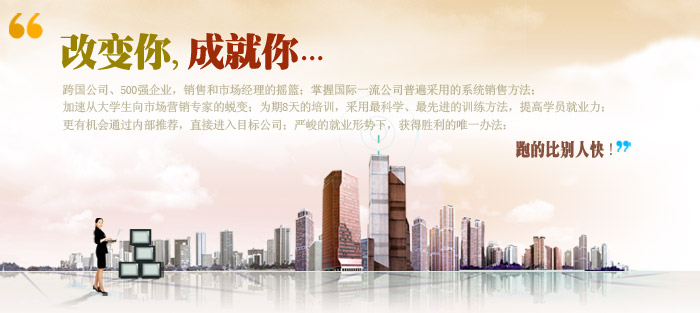 改变你,成就你...
跨国公司、500强企业，销售和市场经理的摇篮；掌握国际一流公司普遍采用的系统销售方法；
加速从大学生向市场营销专家的蜕变；为期8天的培训，采用最科学、最先进的训练方法，提高学员就业力；
更有机会通过内部推荐，直接进入目标公司；严峻的就业形势下，获得胜利的唯一办法：
跑的比别人快！